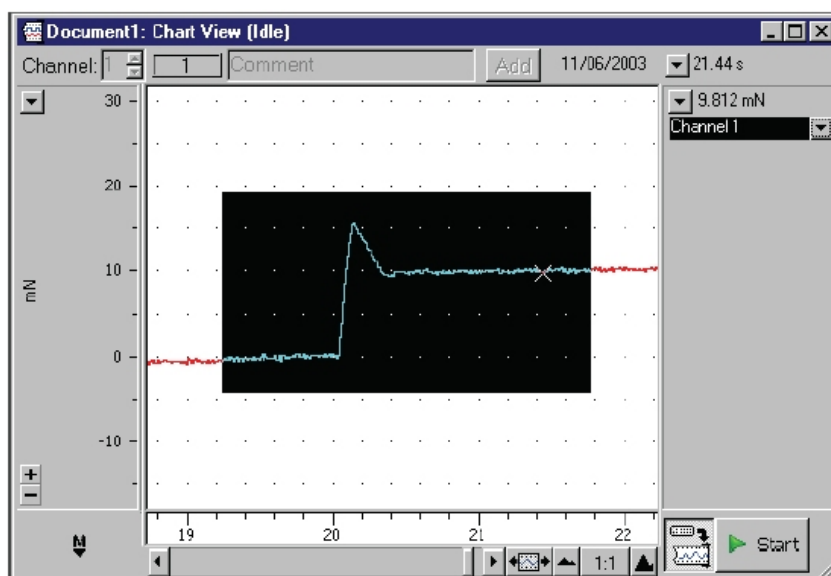 Document1: Chart View (Idle)
Channel: 1 1 Comment Add 11/06/2003 21.44 s
9.812 mN
Channel 1
30
20
10
0
-10
mN
+
−
M
19 20 21 22
1:1
Start